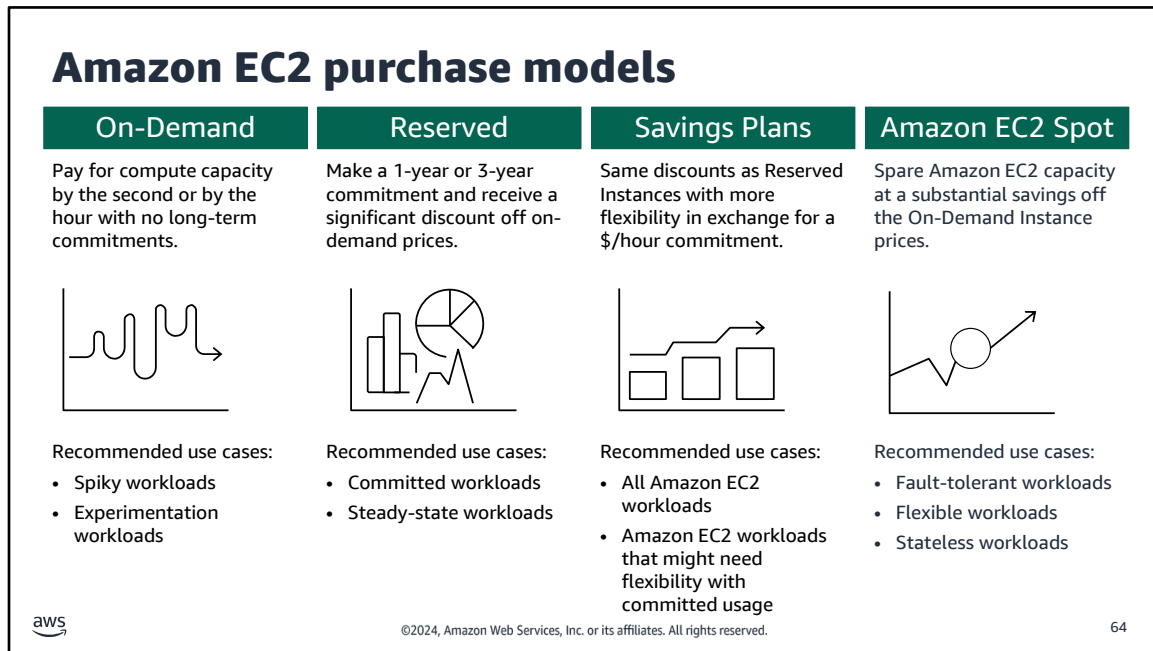 Amazon EC2 purchase models
On-Demand
Pay for compute capacity
by the second or by the
hour with no long-term
commitments.
Recommended use cases:
• Spiky workloads
• Experimentation
workloads
Reserved
Make a 1-year or 3-year
commitment and receive a
significant discount off on-
demand prices.
Recommended use cases:
• Committed workloads
• Steady-state workloads
Savings Plans
Same discounts as Reserved
Instances with more
flexibility in exchange for a
$/hour commitment.
Recommended use cases:
• All Amazon EC2
workloads
• Amazon EC2 workloads
that might need
flexibility with
committed usage
Amazon EC2 Spot
Spare Amazon EC2 capacity
at a substantial savings off
the On-Demand Instance
prices.
Recommended use cases:
• Fault-tolerant workloads
• Flexible workloads
• Stateless workloads
aws
©2024, Amazon Web Services, Inc. or its affiliates. All rights reserved.
64